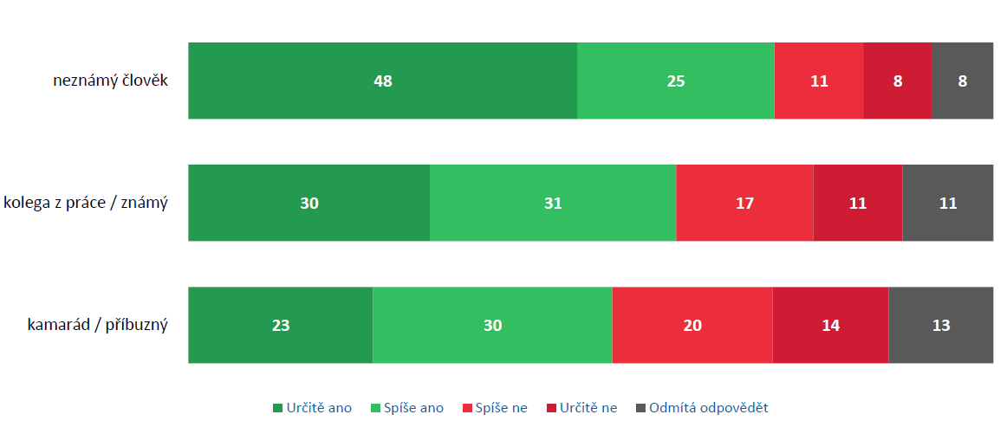 neznámý člověk 48 25 11 8 8
kolega z práce / známý 30 31 17 11 11
kamarád / příbuzný 23 30 20 14 13
Určitě ano Spíše ano Spíše ne Určitě ne Odmítá odpovědět